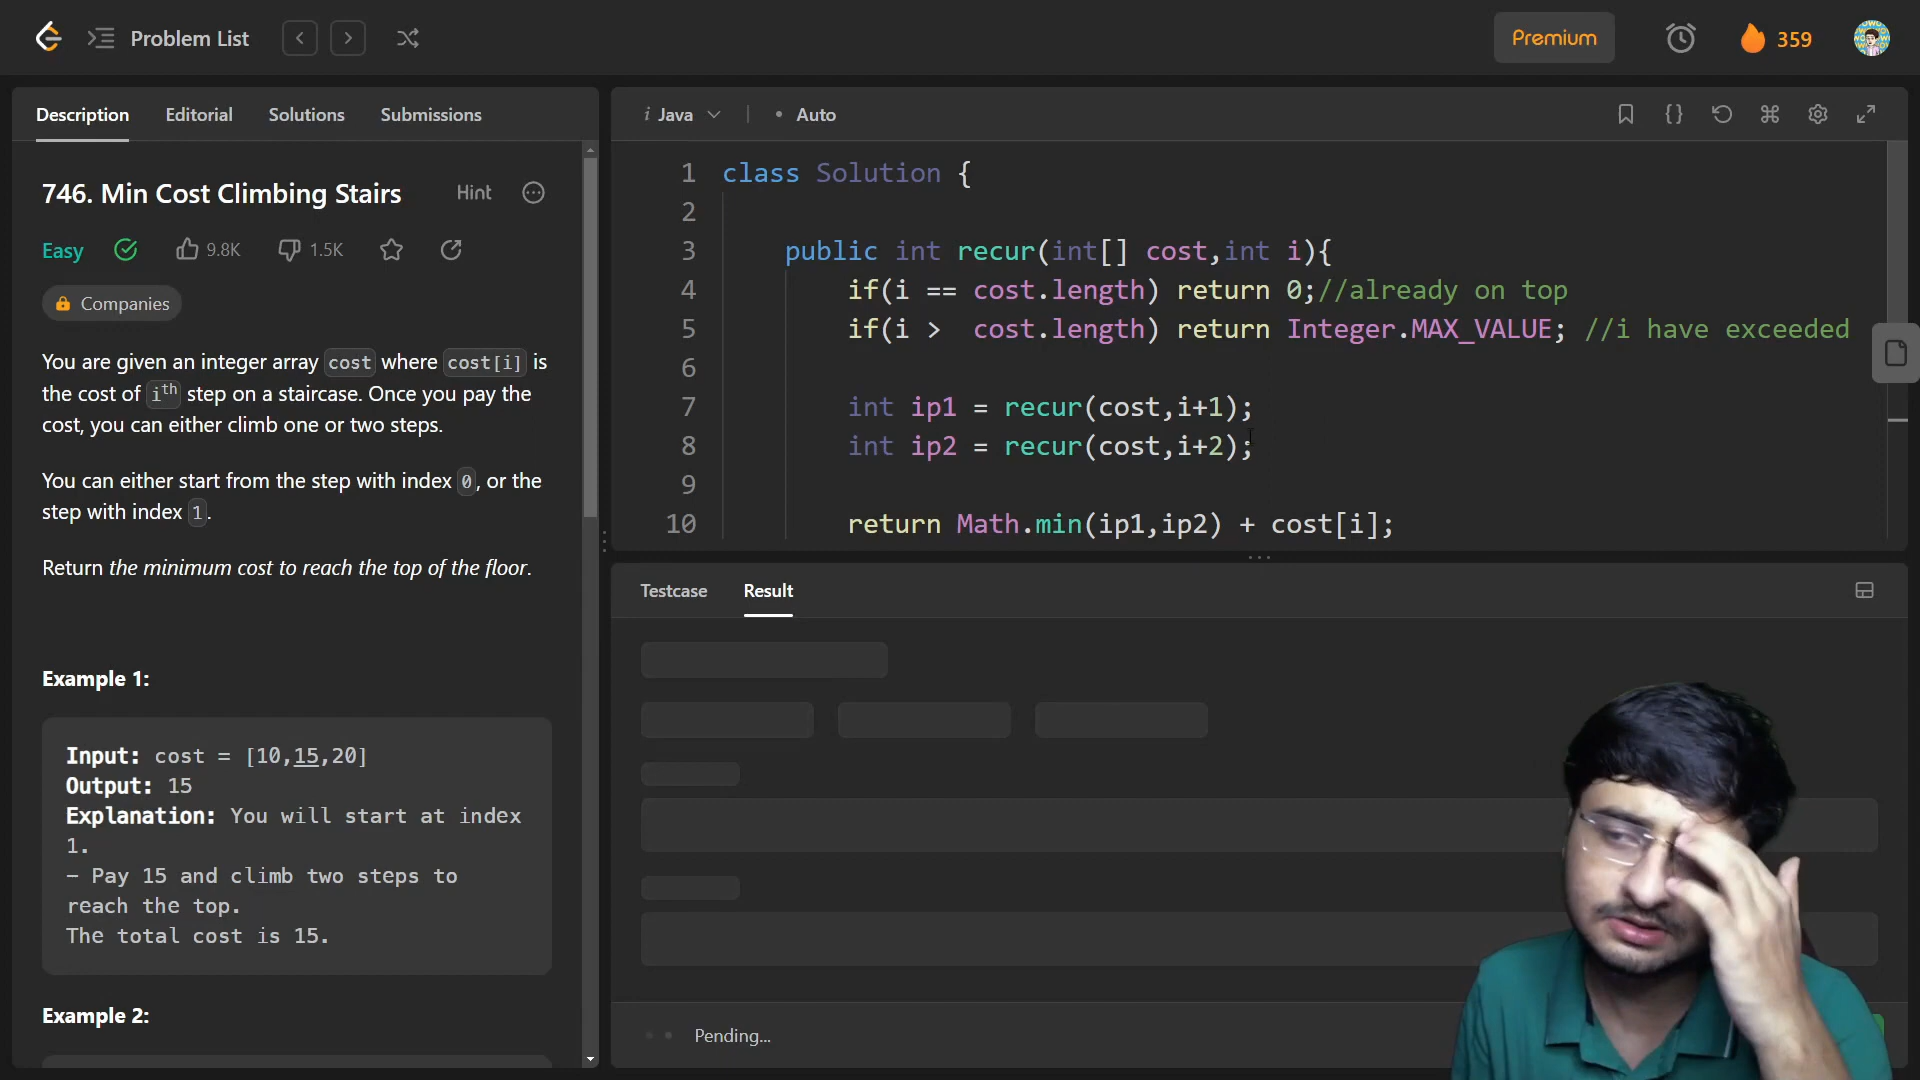 Problem List
Premium
359
Description Editorial Solutions Submissions
746. Min Cost Climbing Stairs
Hint
Easy
9.8K
1.5K
Companies
You are given an integer array cost where cost[i] is
the cost of ith step on a staircase. Once you pay the
cost, you can either climb one or two steps.
You can either start from the step with index 0, or the
step with index 1.
Return the minimum cost to reach the top of the floor.
Example 1:
Input: cost = [10,15,20]
Output: 15
Explanation: You will start at index
1.
- Pay 15 and climb two steps to
reach the top.
The total cost is 15.
Example 2:
i Java
Auto
1 class Solution {
2
3 public int recur(int[] cost,int i){
4 if(i == cost.length) return 0;//already on top
5 if(i > cost.length) return Integer.MAX_VALUE; //i have exceeded
6
7 int ip1 = recur(cost,i+1);
8 int ip2 = recur(cost,i+2);
9
10 return Math.min(ip1,ip2) + cost[i];
Testcase Result
Pending...